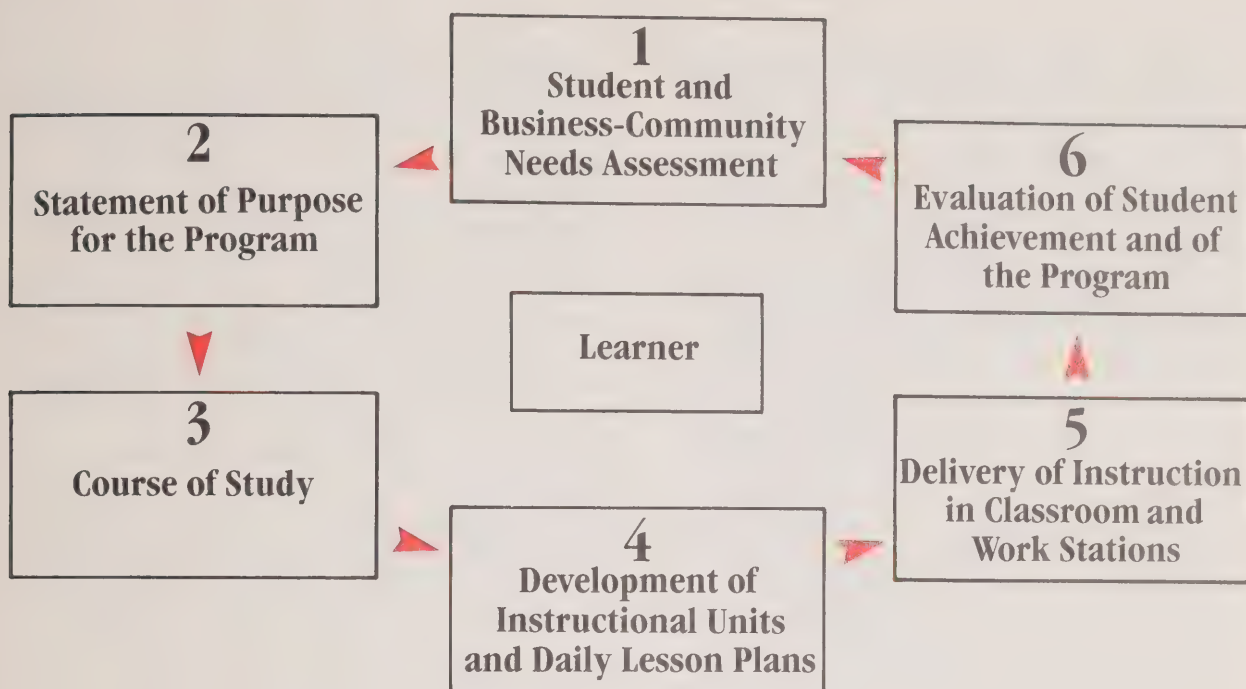 1
Student and
Business-Community
Needs Assessment
2
Statement of Purpose
for the Program
3
Course of Study
4
Development of
Instructional Units
and Daily Lesson Plans
5
Delivery of Instruction
in Classroom and
Work Stations
6
Evaluation of Student
Achievement and of
the Program
Learner